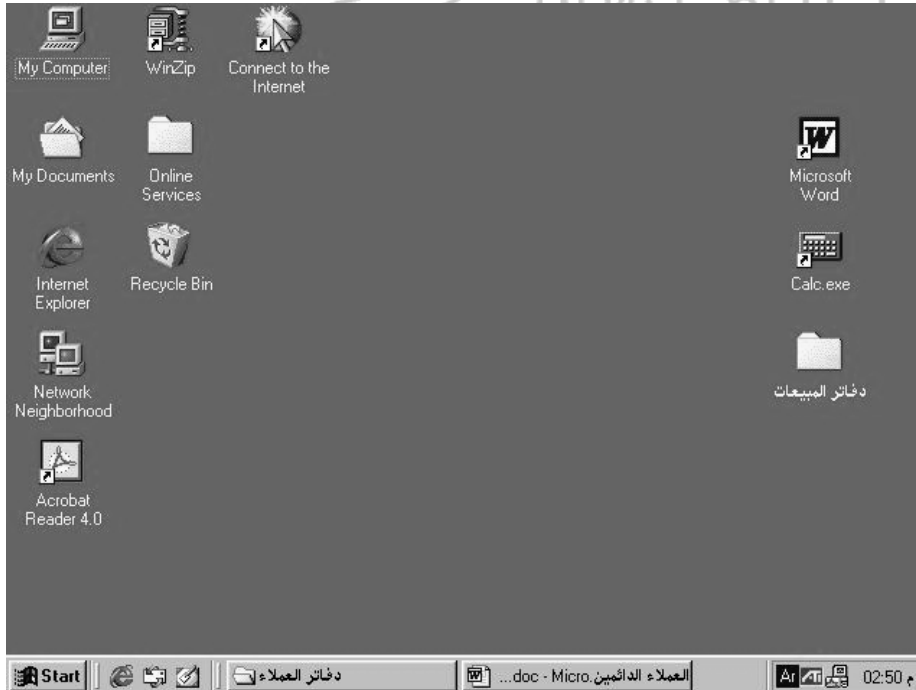 My Computer
WinZip
Connect to the
Internet
My Documents
Online
Services
Microsoft
Word
Internet
Explorer
Recycle Bin
Calc.exe
Network
Neighborhood
دفاتر المبيعات
Acrobat
Reader 4.0
Start
دفاتر العملاء
العملاء الدائمين.doc - Micro...
Ar
02:50 م